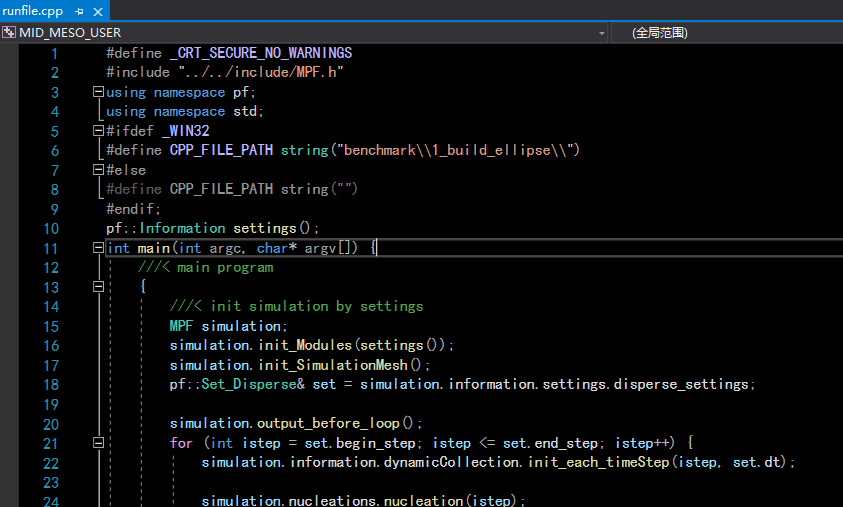 runfile.cpp
MID_MESO_USER (全局范围)
1 #define _CRT_SECURE_NO_WARNINGS
2 #include "../../include/MPF.h"
3 using namespace pf;
4 using namespace std;
5 #ifdef _WIN32
6 #define CPP_FILE_PATH string("benchmark\\1_build_ellipse\\")
7 #else
8 #define CPP_FILE_PATH string("")
9 #endif;
10 pf::Information settings();
11 int main(int argc, char* argv[]) {
12 ///< main program
13 {
14 ///< init simulation by settings
15 MPF simulation;
16 simulation.init_Modules(settings());
17 simulation.init_SimulationMesh();
18 pf::Set_Disperse& set = simulation.information.settings.disperse_settings;
19
20 simulation.output_before_loop();
21 for (int istep = set.begin_step; istep <= set.end_step; istep++) {
22 simulation.information.dynamicCollection.init_each_timeStep(istep, set.dt);
23
24 simulation.nucleations.nucleation(istep);